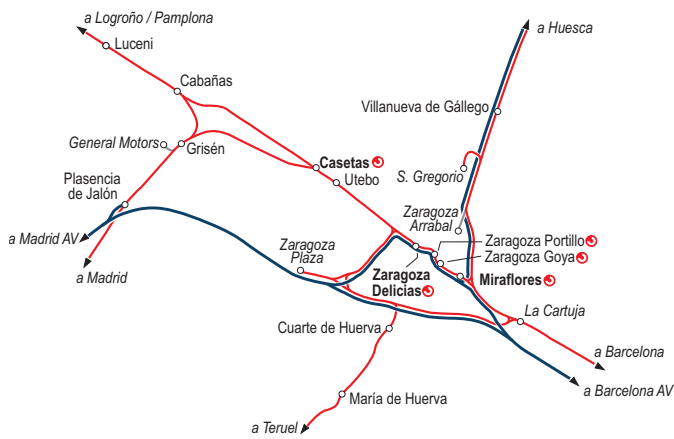 a Logroño / Pamplona
Luceni
a Huesca
Cabañas
Villanueva de Gállego
General Motors
Grisén
Casetas
Utebo
S. Gregorio
Plasencia
de Jalón
Zaragoza
Arrabal
a Madrid AV
a Madrid
Zaragoza
Plaza
Zaragoza Portillo
Zaragoza Goya
Zaragoza
Delicias
Miraflores
La Cartuja
Cuarte de Huerva
a Barcelona
a Barcelona AV
María de Huerva
a Teruel